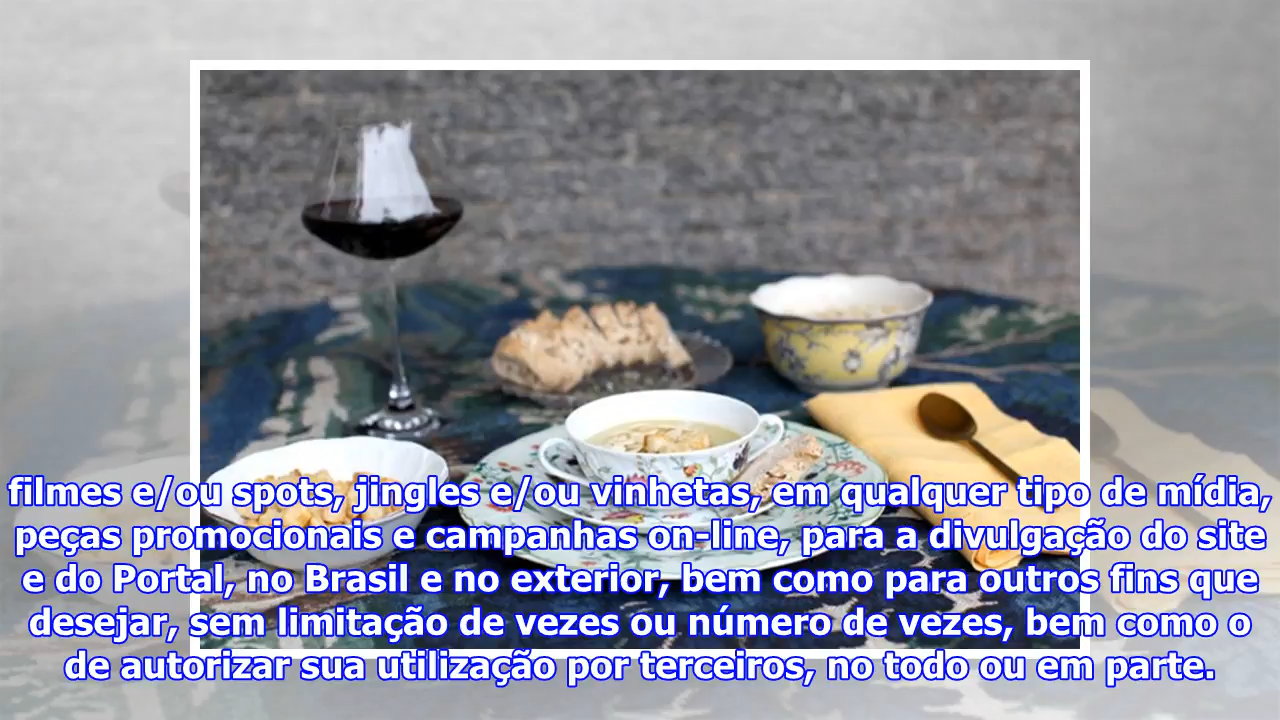 filmes e/ou spots, jingles e/ou vinhetas, em qualquer tipo de mídia,
peças promocionais e campanhas on-line, para a divulgação do site
e do Portal, no Brasil e no exterior, bem como para outros fins que
desejar, sem limitação de vezes ou número de vezes, bem como o
de autorizar sua utilização por terceiros, no todo ou em parte.